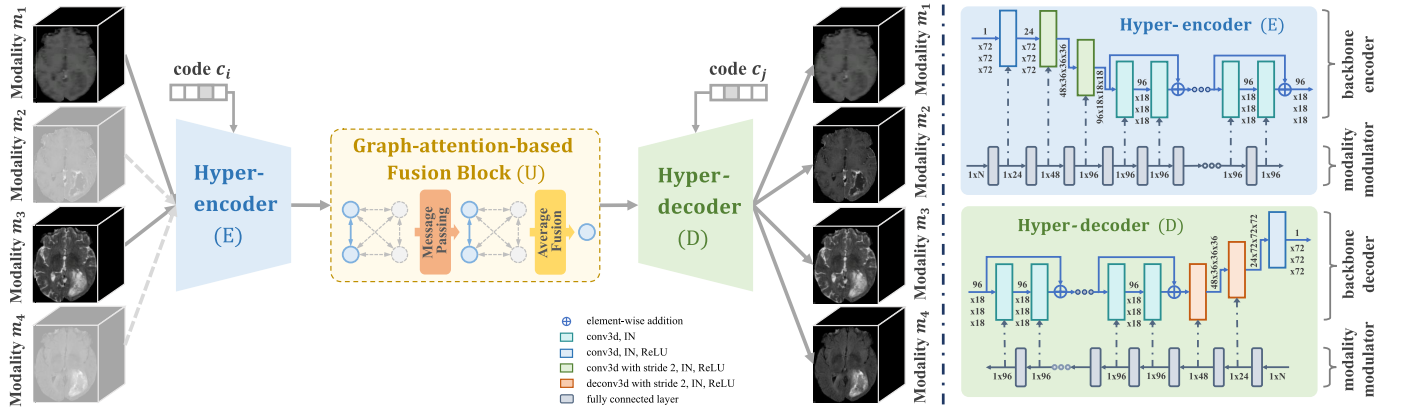 Modality m₁
Modality m₂
Modality m₃
Modality m₄
code cᵢ
Hyper-
encoder
(E)
Graph-attention-based
Fusion Block (U)
Message
Passing
Average
Fusion
code cⱼ
Hyper-
decoder
(D)
element-wise addition
conv3d, IN
conv3d, IN, ReLU
conv3d with stride 2, IN, ReLU
deconv3d with stride 2, IN, ReLU
fully connected layer
Modality m₁
Modality m₂
Modality m₃
Modality m₄
Hyper-encoder (E)
1
x72
x72
x72
24
x72
x72
x72
48x36x36x36
96x18x18x18
96
x18
x18
x18
96
x18
x18
x18
96
x18
x18
x18
1xN
1x24
1x48
1x96
1x96
1x96
1x96
1x96
backbone
encoder
modality
modulator
Hyper-decoder (D)
96
x18
x18
x18
96
x18
x18
x18
96
x18
x18
x18
48x36x36x36
24x72x72x72
1
x72
x72
x72
1x96
1x96
1x96
1x96
1x48
1x24
1xN
backbone
decoder
modality
modulator